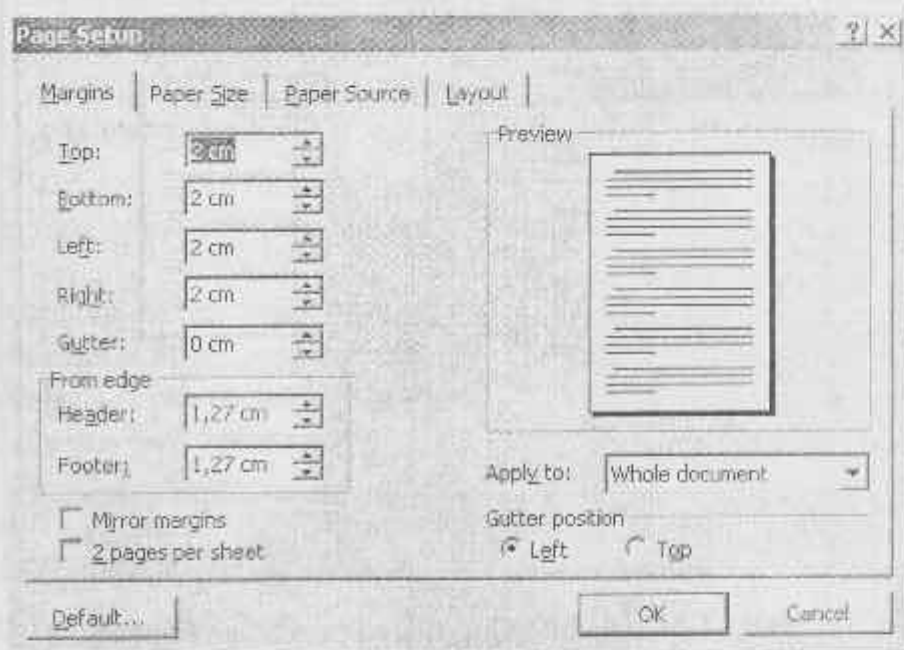 Page Setup
Margins Paper Size Paper Source Layout
Top: 2 cm
Bottom: 2 cm
Left: 2 cm
Right: 2 cm
Gutter: 0 cm
From edge
Header: 1,27 cm
Footer: 1,27 cm
Mirror margins
2 pages per sheet
Preview
Apply to: Whole document
Gutter position
Left Top
Default... OK Cancel